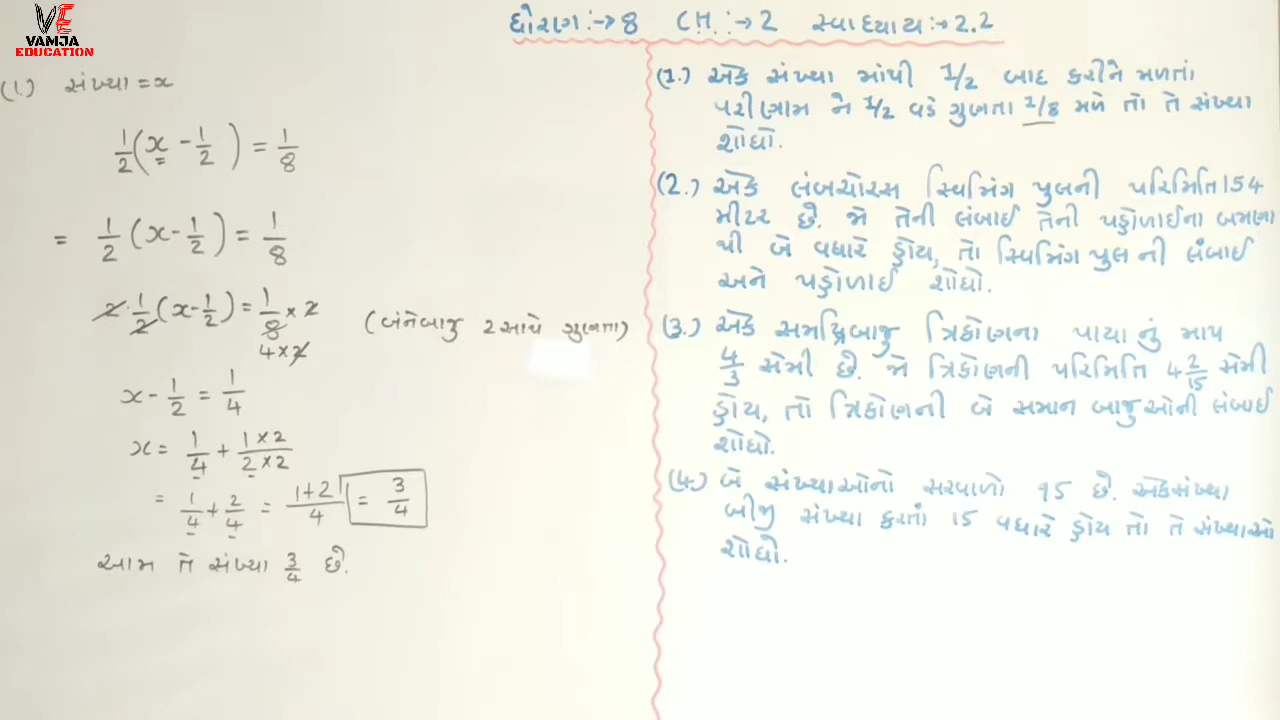 VE
VAMJA
EDUCATION
ધોરણ :→ 8 CH. :→ 2 સ્વાધ્યાય :→ 2.2
(1.) સંખ્યા = x
1/2 (x - 1/2) = 1/8
= 1/2 (x - 1/2) = 1/8
2 · 1/2 (x - 1/2) = 1/8 × 2 (બંનેબાજુ 2 સાથે ગુણતા)
4 × 2
x - 1/2 = 1/4
x = 1/4 + 1×2/2×2
= 1/4 + 2/4 = 1+2/4 = 3/4
આમ તે સંખ્યા 3/4 છે.
(1.) એક સંખ્યા માંથી 1/2 બાદ કરીને મળતાં
પરીણામ ને 1/2 વડે ગુણતા 1/8 મળે તો તે સંખ્યા
શોધો.
(2.) એક લંબચોરસ સ્વિમિંગ પુલની પરિમિતિ 154
મીટર છે. જો તેની લંબાઈ તેની પહોળાઈના બમણા
થી બે વધારે હોય, તો સ્વિમિંગ પુલ ની લંબાઈ
અને પહોળાઈ શોધો.
(3.) એક સમદ્વિબાજુ ત્રિકોણના પાયા નું માપ
4/3 સેમી છે. જો ત્રિકોણની પરિમિતિ 4 2/15 સેમી
હોય, તો ત્રિકોણની બે સમાન બાજુઓની લંબાઈ
શોધો.
(4.) બે સંખ્યાઓનો સરવાળો 95 છે. એકસંખ્યા
બીજી સંખ્યા કરતાં 15 વધારે હોય તો તે સંખ્યાઓ
શોધો.